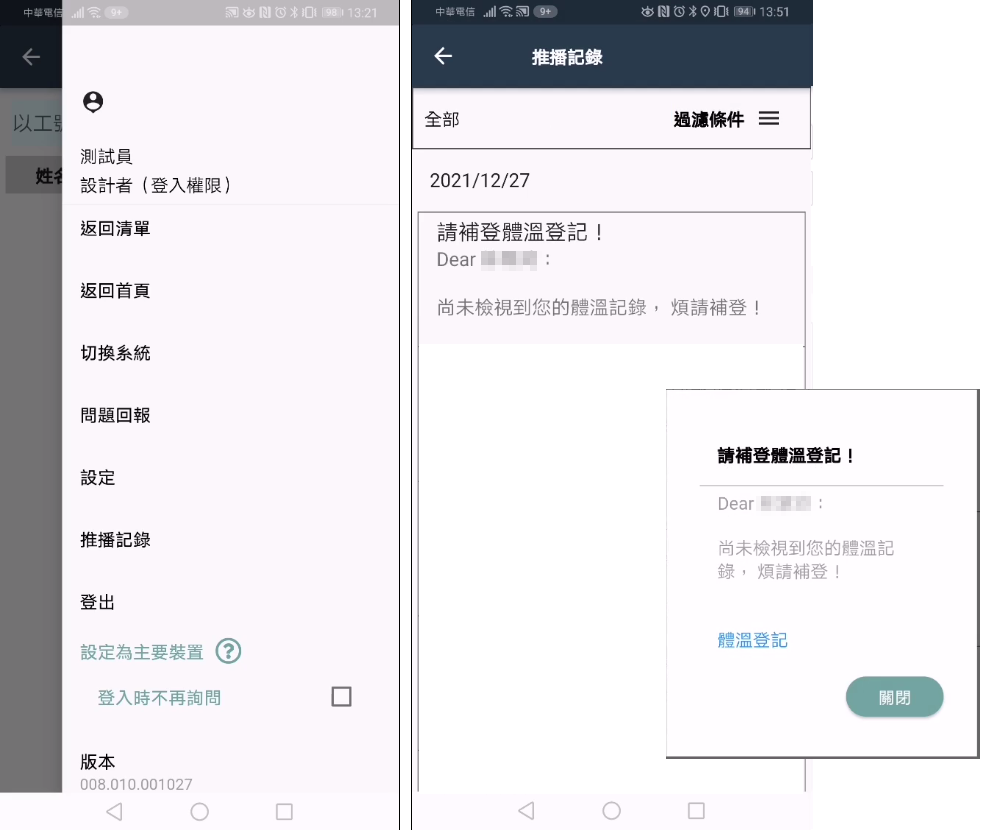 中華電信 9+ 98 13:21
以工號
姓名
測試員
設計者（登入權限）
返回清單
返回首頁
切換系統
問題回報
設定
推播記錄
登出
設定為主要裝置 ?
登入時不再詢問
版本
008.010.001027
中華電信 9+ 94 13:51
推播記錄
全部 過濾條件
2021/12/27
請補登體溫登記！
Dear ：
尚未檢視到您的體溫記錄， 煩請補登！
請補登體溫登記！
Dear ：
尚未檢視到您的體溫記
錄， 煩請補登！
體溫登記
關閉